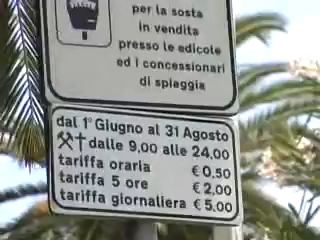 per la sosta
in vendita
presso le edicole
ed i concessionari
di spiaggia
dal 1° Giugno al 31 Agosto
dalle 9,00 alle 24,00
tariffa oraria € 0,50
tariffa 5 ore € 2,00
tariffa giornaliera € 5,00